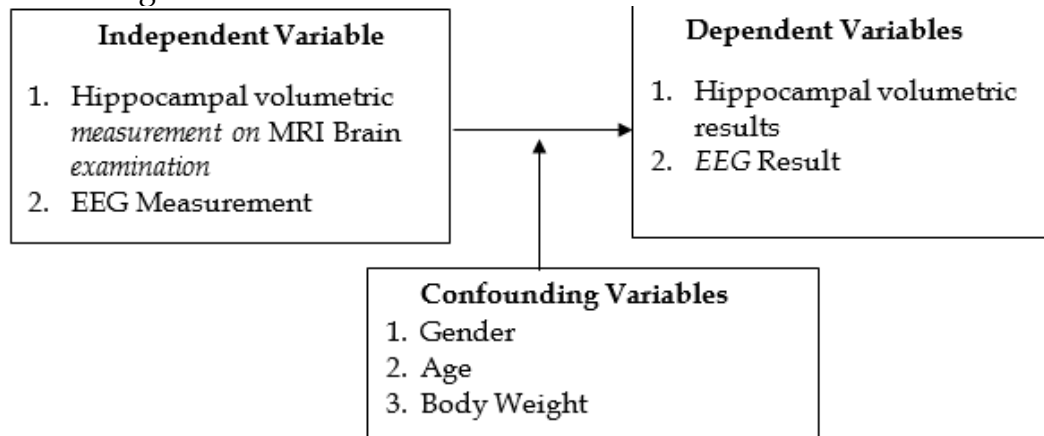 Independent Variable
1. Hippocampal volumetric
measurement on MRI Brain
examination
2. EEG Measurement
Dependent Variables
1. Hippocampal volumetric
results
2. EEG Result
Confounding Variables
1. Gender
2. Age
3. Body Weight